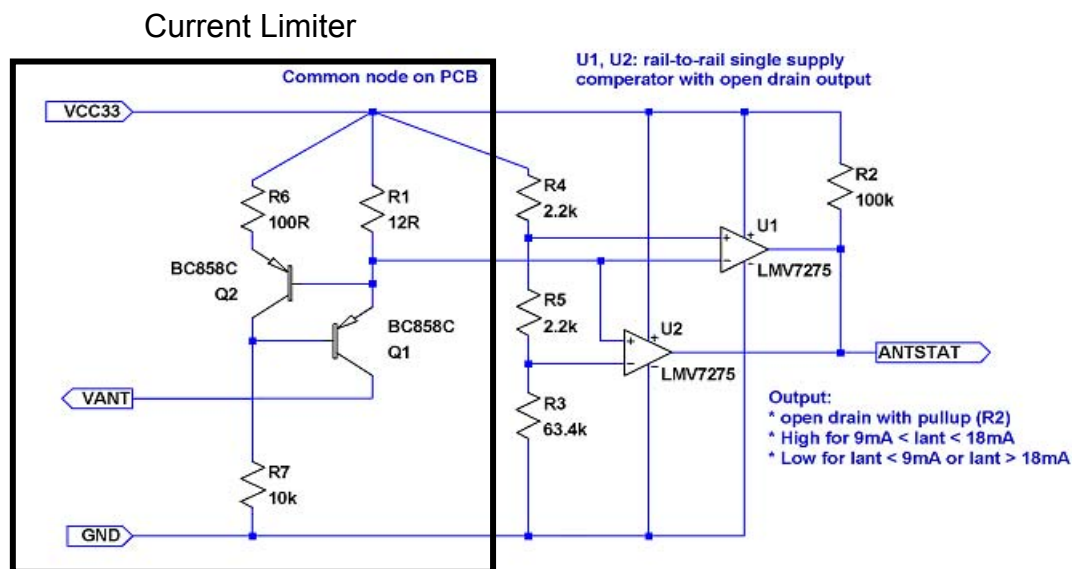 Current Limiter
Common node on PCB
U1, U2: rail-to-rail single supply
comperator with open drain output
VCC33
R6
100R
R1
12R
R4
2.2k
R2
100k
U1
+
-
+
-
LMV7275
BC858C
Q2
BC858C
Q1
R5
2.2k
U2
+
-
+
-
LMV7275
ANTSTAT
VANT
R3
63.4k
Output:
* open drain with pullup (R2)
* High for 9mA < Iant < 18mA
* Low for Iant < 9mA or Iant > 18mA
R7
10k
GND